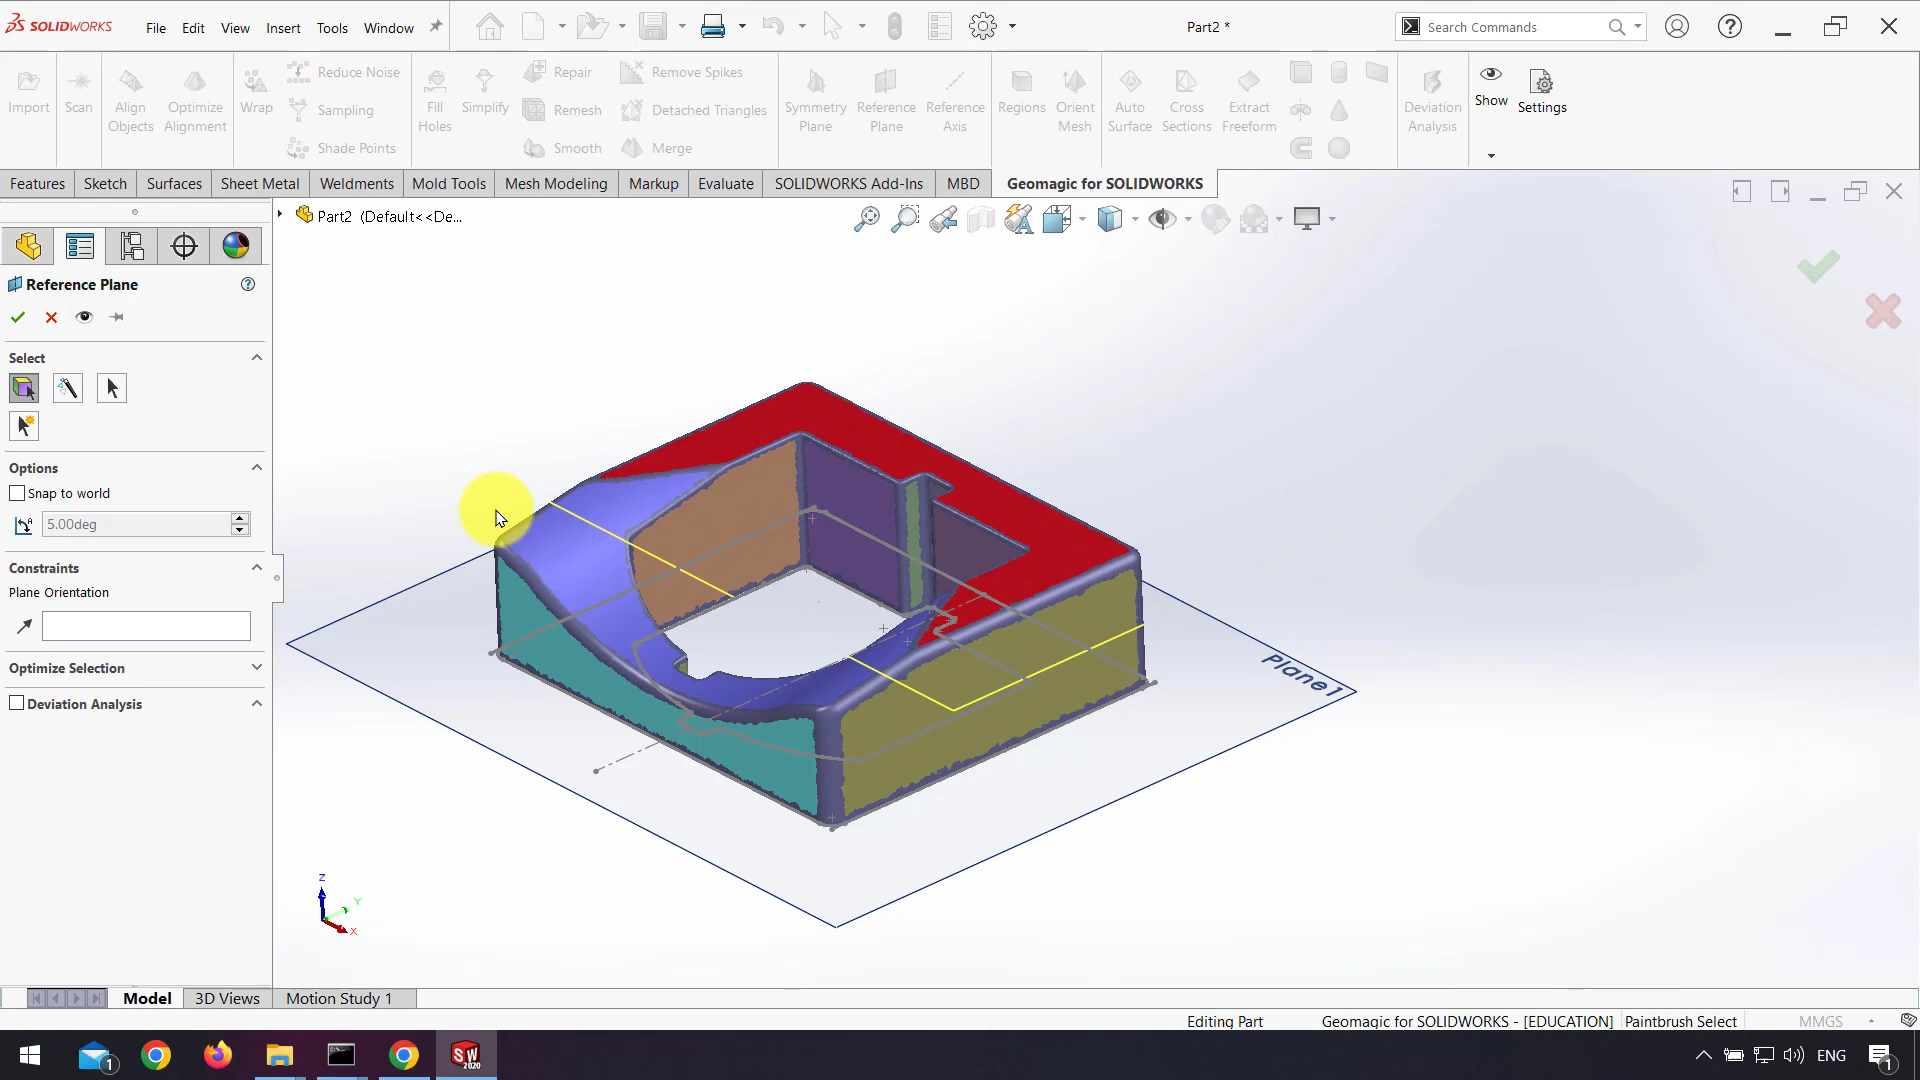 SOLIDWORKS File Edit View Insert Tools Window Part2 * Search Commands
Import Scan Align Objects Optimize Alignment Wrap Reduce Noise Sampling Shade Points Fill Holes Simplify Repair Remesh Smooth Remove Spikes Detached Triangles Merge Symmetry Plane Reference Plane Reference Axis Regions Orient Mesh Auto Surface Cross Sections Extract Freeform Deviation Analysis Show Settings
Features Sketch Surfaces Sheet Metal Weldments Mold Tools Mesh Modeling Markup Evaluate SOLIDWORKS Add-Ins MBD Geomagic for SOLIDWORKS
Part2 (Default<<De...
Reference Plane
Select
Options
Snap to world
5.00deg
Constraints
Plane Orientation
Optimize Selection
Deviation Analysis
Plane1
Z
Y
X
Model 3D Views Motion Study 1
Editing Part Geomagic for SOLIDWORKS - [EDUCATION] Paintbrush Select MMGS
1 SW 2020 ENG 1